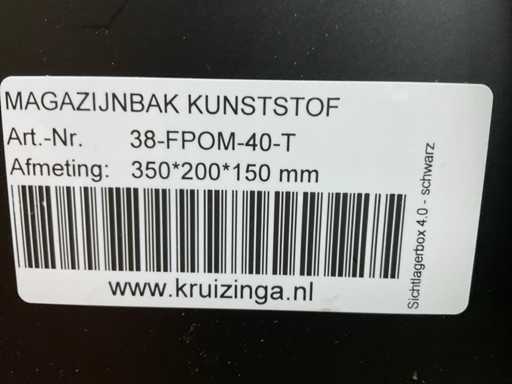 MAGAZIJNBAK KUNSTSTOF
Art.-Nr. 38-FPOM-40-T
Afmeting: 350*200*150 mm
www.kruizinga.nl
Sichtlagerbox 4.0 - schwarz